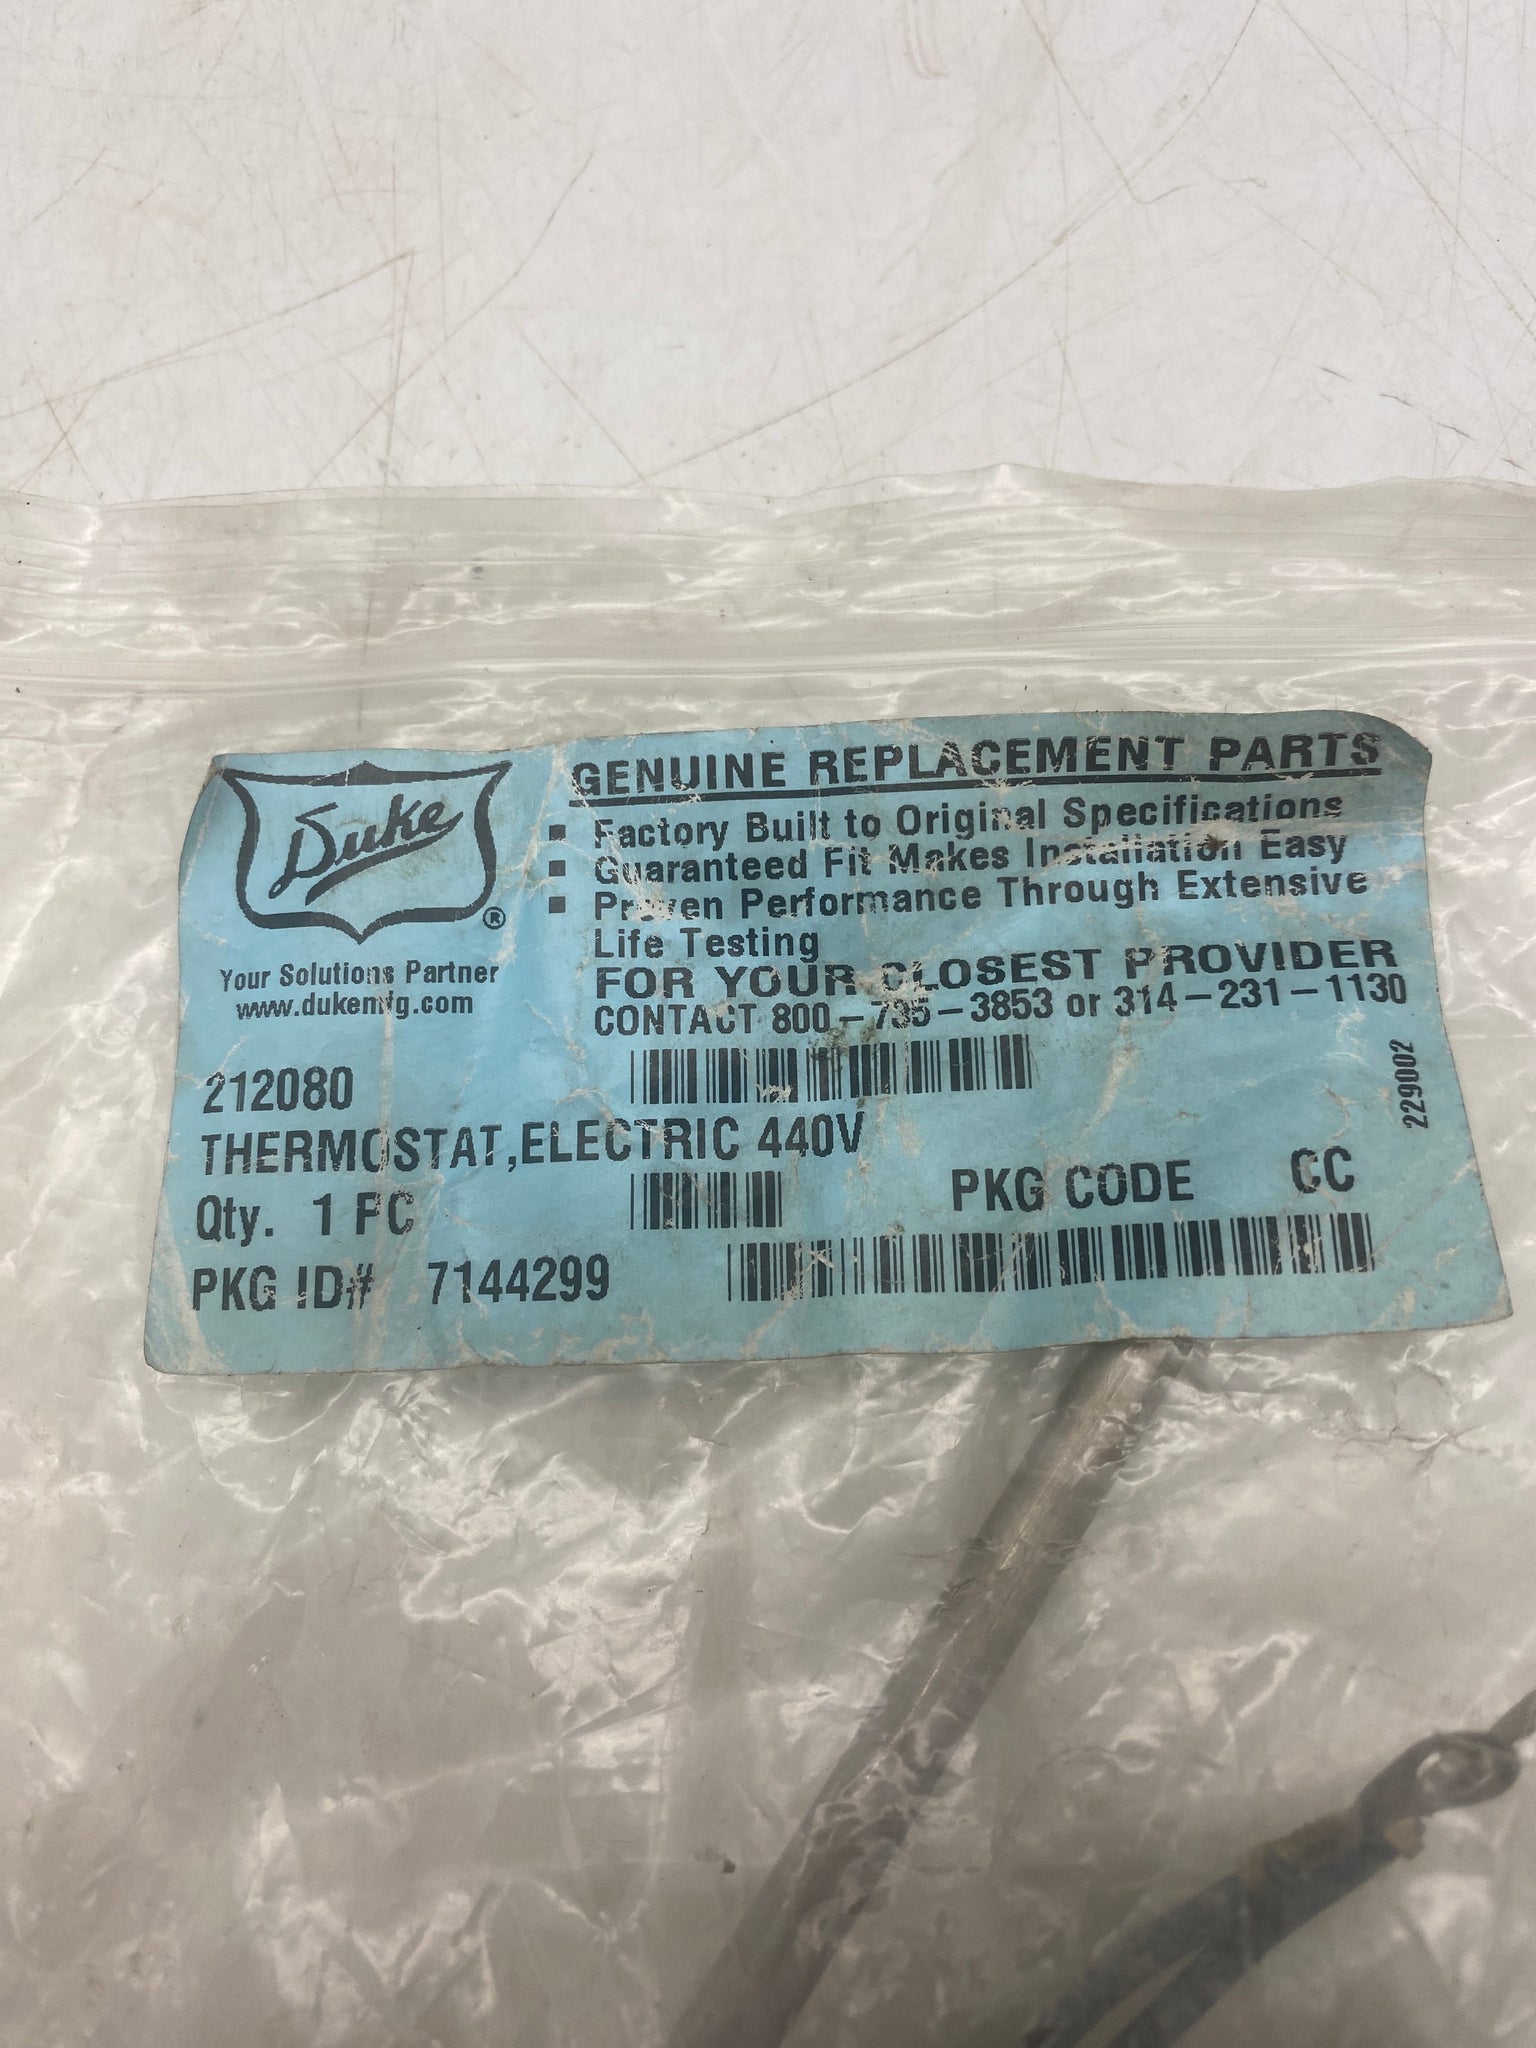 Duke
®
Your Solutions Partner
www.dukemfg.com
GENUINE REPLACEMENT PARTS
▪ Factory Built to Original Specifications
▪ Guaranteed Fit Makes Installation Easy
▪ Proven Performance Through Extensive
Life Testing
FOR YOUR CLOSEST PROVIDER
CONTACT 800-735-3853 or 314-231-1130
212080
THERMOSTAT,ELECTRIC 440V
Qty. 1 PC
PKG CODE CC
PKG ID# 7144299
229002